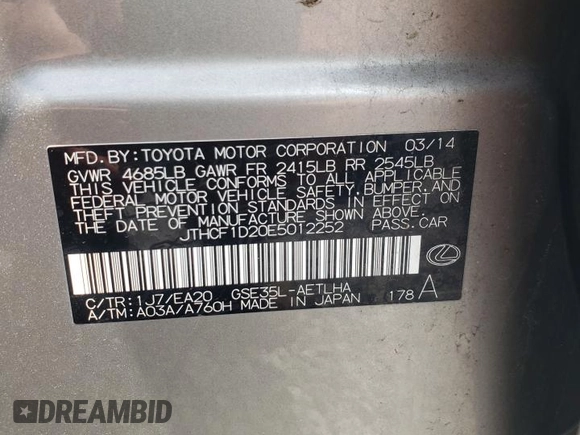 MFD.BY:TOYOTA MOTOR CORPORATION 03/14
GVWR 4685LB GAWR FR 2415LB RR 2545LB
THIS VEHICLE CONFORMS TO ALL APPLICABLE
FEDERAL MOTOR VEHICLE SAFETY,BUMPER,AND
THEFT PREVENTION STANDARDS IN EFFECT ON
THE DATE OF MANUFACTURE SHOWN ABOVE.
JTHCF1D20E5012252 PASS.CAR
C/TR:1J7/EA20 GSE35L-AETLHA
A/TM:A03A/A760H MADE IN JAPAN 178 A
DREAMBID